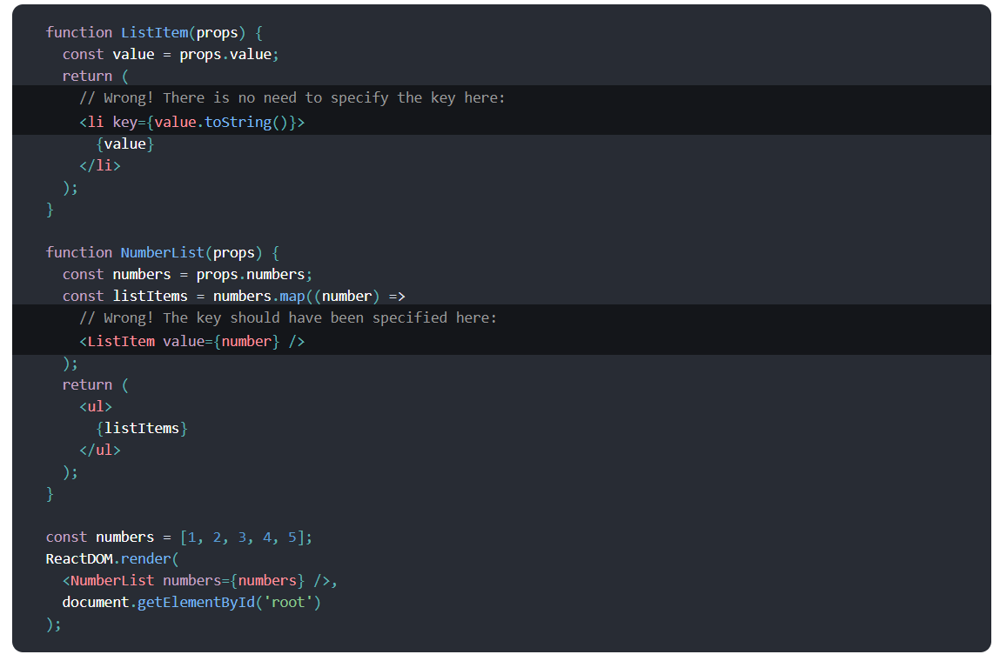 function ListItem(props) {
  const value = props.value;
  return (
    // Wrong! There is no need to specify the key here:
    <li key={value.toString()}>
      {value}
    </li>
  );
}

function NumberList(props) {
  const numbers = props.numbers;
  const listItems = numbers.map((number) =>
    // Wrong! The key should have been specified here:
    <ListItem value={number} />
  );
  return (
    <ul>
      {listItems}
    </ul>
  );
}

const numbers = [1, 2, 3, 4, 5];
ReactDOM.render(
  <NumberList numbers={numbers} />,
  document.getElementById('root')
);